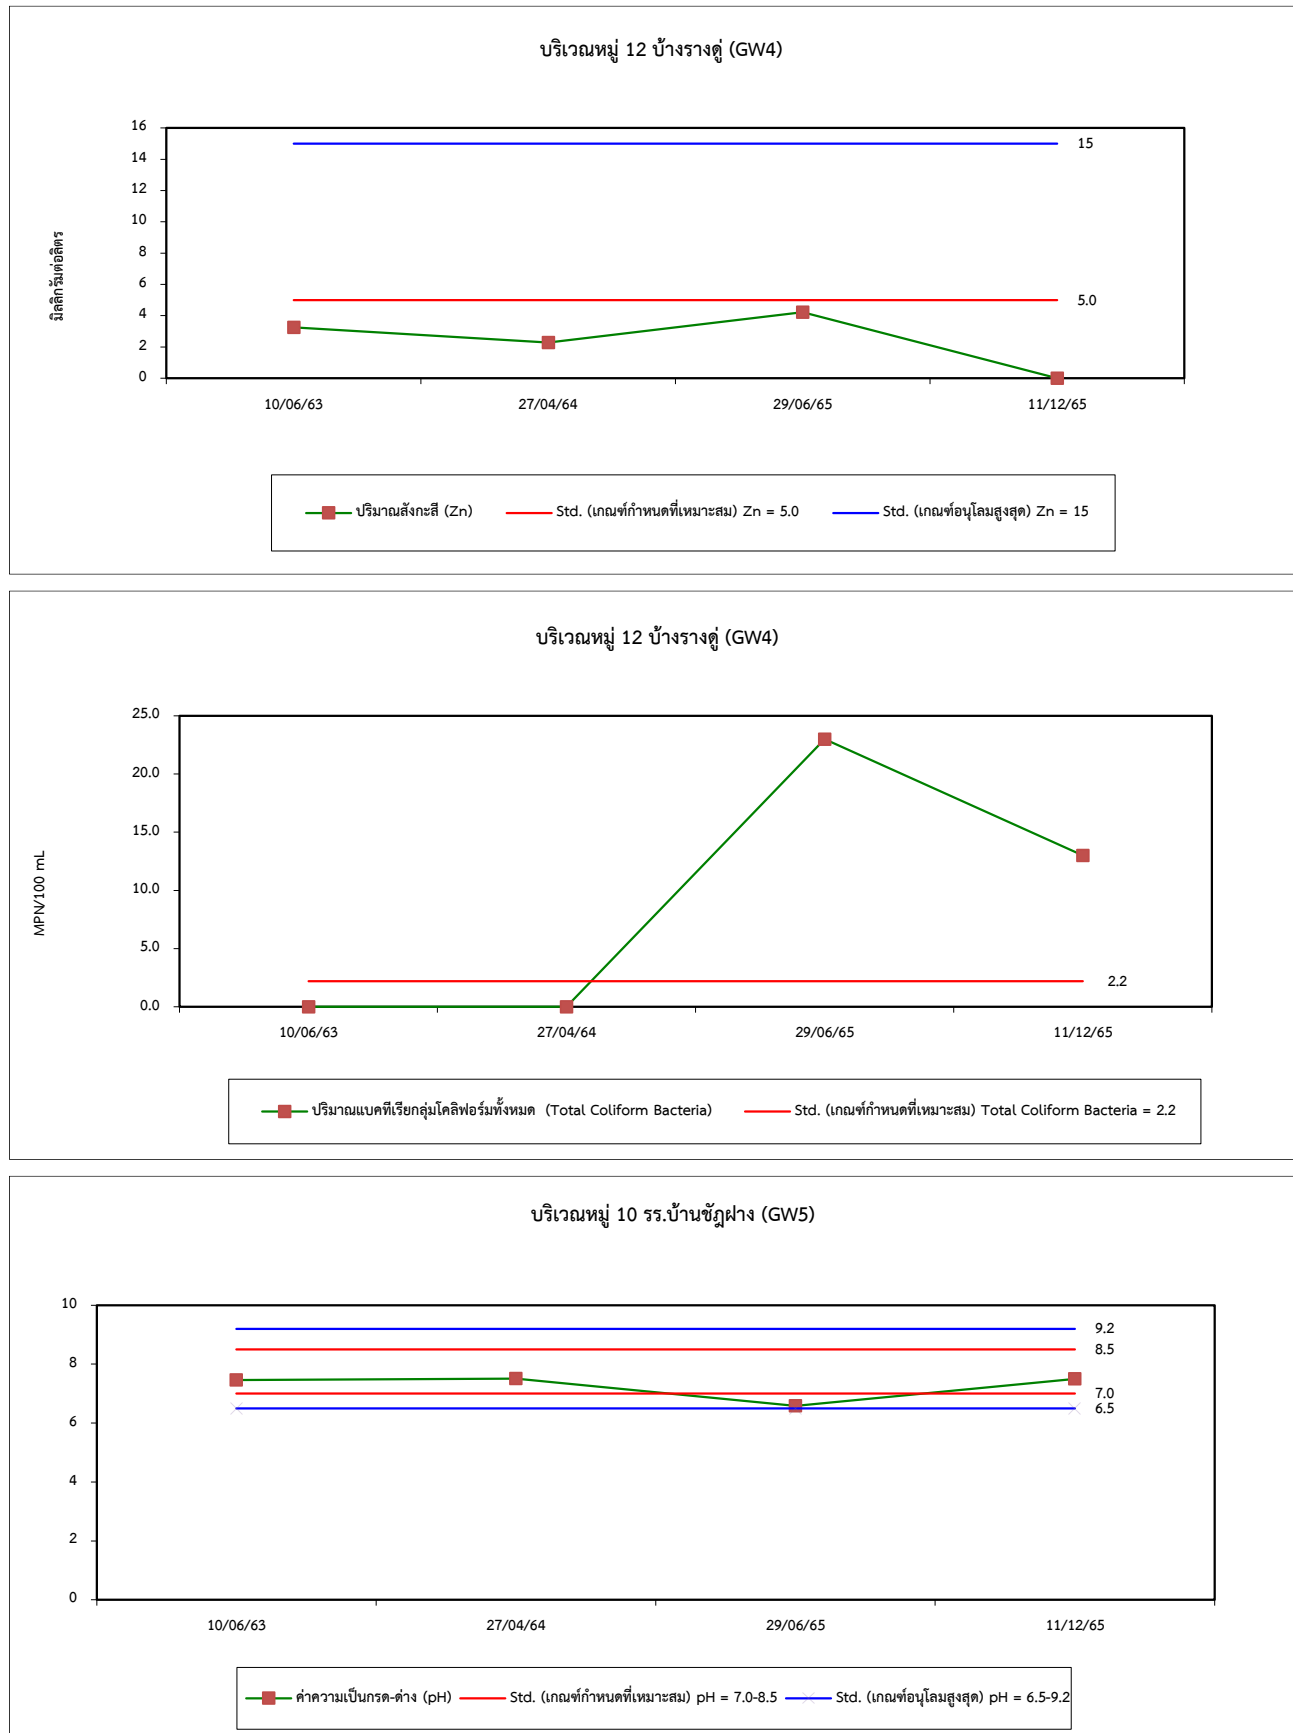 บริเวณหมู่ 12 บ้างรางดู่ (GW4)
มิลลิกรัมต่อลิตร
16
14
12
10
8
6
4
2
0
15
5.0
10/06/63 27/04/64 29/06/65 11/12/65
ปริมาณสังกะสี (Zn) Std. (เกณฑ์กำหนดที่เหมาะสม) Zn = 5.0 Std. (เกณฑ์อนุโลมสูงสุด) Zn = 15
บริเวณหมู่ 12 บ้างรางดู่ (GW4)
MPN/100 mL
25.0
20.0
15.0
10.0
5.0
0.0
2.2
10/06/63 27/04/64 29/06/65 11/12/65
ปริมาณแบคทีเรียกลุ่มโคลิฟอร์มทั้งหมด (Total Coliform Bacteria) Std. (เกณฑ์กำหนดที่เหมาะสม) Total Coliform Bacteria = 2.2
บริเวณหมู่ 10 รร.บ้านชัฎฝาง (GW5)
10
8
6
4
2
0
9.2
8.5
7.0
6.5
10/06/63 27/04/64 29/06/65 11/12/65
ค่าความเป็นกรด-ด่าง (pH) Std. (เกณฑ์กำหนดที่เหมาะสม) pH = 7.0-8.5 Std. (เกณฑ์อนุโลมสูงสุด) pH = 6.5-9.2